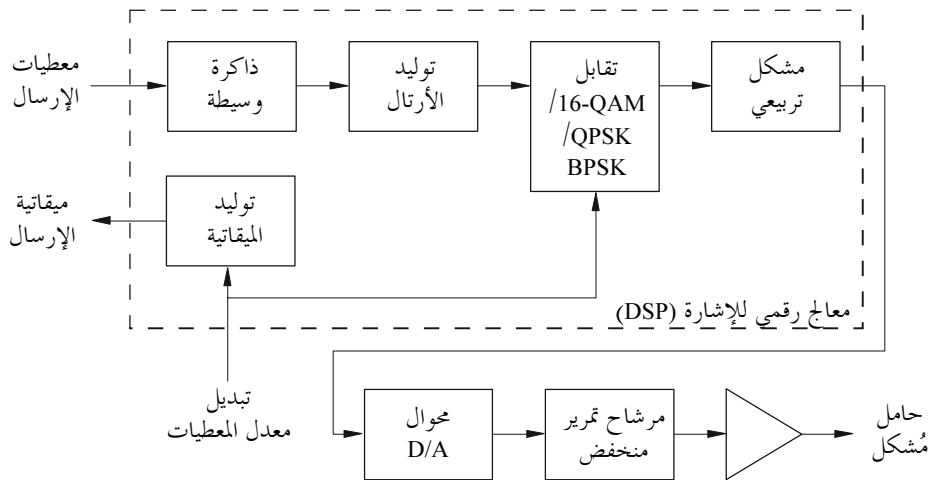 معطيات
الإرسال
ذاكرة
وسيطة
توليد
الأرتال
تقابل
16-QAM/
QPSK/
BPSK
مشكل
تربيعي
ميقاتية
الإرسال
توليد
الميقاتية
معالج رقمي للإشارة (DSP)
تبديل
معدل المعطيات
محوال
D/A
مرشاح تمرير
منخفض
حامل
مُشكل